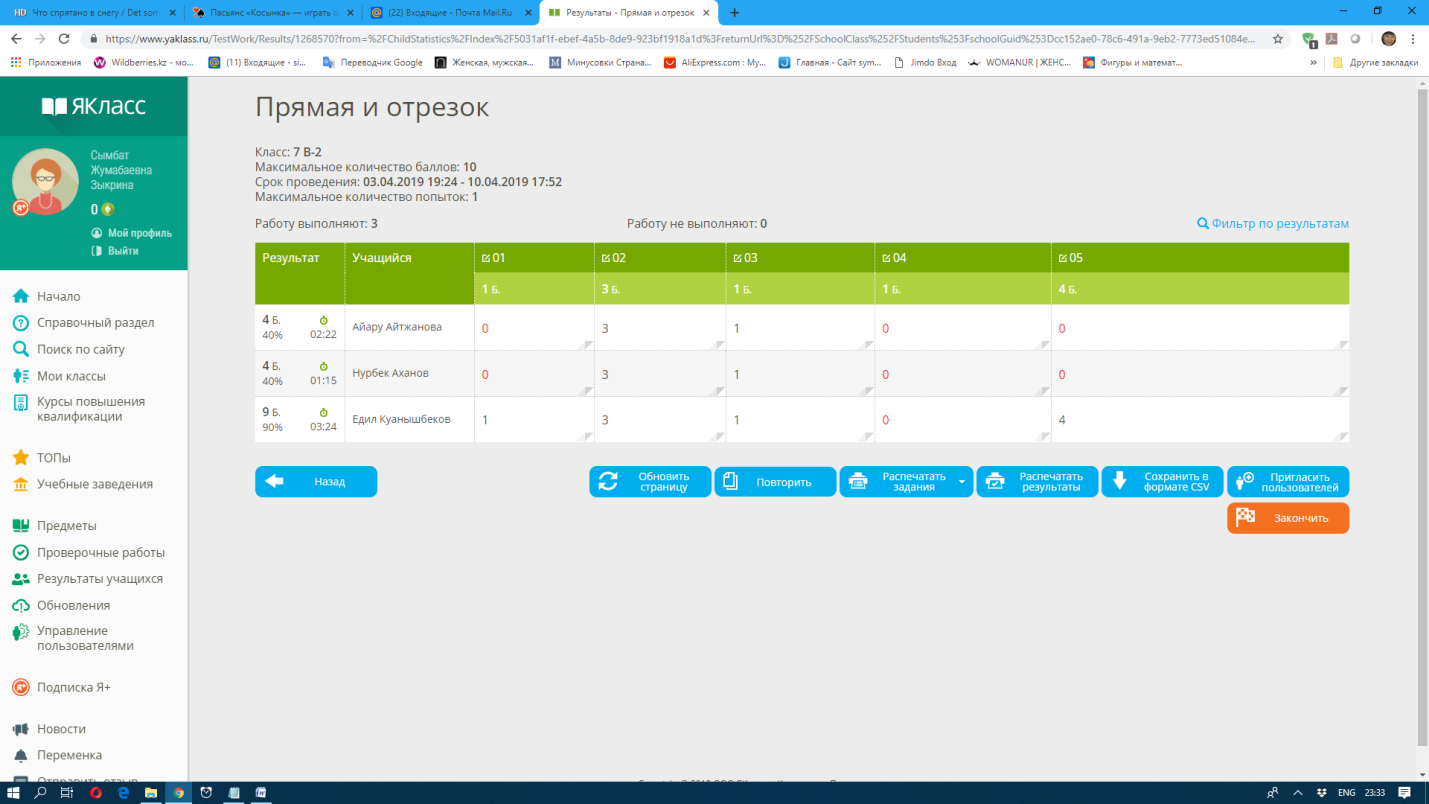 HD Что спрятано в снегу / Det som
Пасьянс «Косынка» — играть о
(22) Входящие - Почта Mail.Ru
Результаты - Прямая и отрезок
https://www.yaklass.ru/TestWork/Results/1268570?from=%2FChildStatistics%2FIndex%2F5031af1f-ebef-4a5b-8de9-923bf1918a1d%3FreturnUrl%3D%252FSchoolClass%252FStudents%253FschoolGuid%253Dcc152ae0-78c6-491a-9eb2-7773ed51084e...
Приложения
Wildberries.kz - мо...
(11) Входящие - si...
Переводчик Google
Женская, мужская...
Минусовки Страна...
AliExpress.com : My...
Главная - Сайт sym...
Jimdo Вход
WOMANUR | ЖЕНС...
Фигуры и математ...
»
Другие закладки
ЯКласс
Сымбат
Жумабаевна
Зыкрина
0
Мой профиль
Выйти
Начало
Справочный раздел
Поиск по сайту
Мои классы
Курсы повышения
квалификации
ТОПы
Учебные заведения
Предметы
Проверочные работы
Результаты учащихся
Обновления
Управление
пользователями
Я+ Подписка Я+
Новости
Переменка
Отправить отзыв
Прямая и отрезок
Класс: 7 В-2
Максимальное количество баллов: 10
Срок проведения: 03.04.2019 19:24 - 10.04.2019 17:52
Максимальное количество попыток: 1
Работу выполняют: 3 Работу не выполняют: 0 Фильтр по результатам
Результат Учащийся 01 02 03 04 05
1 Б. 3 Б. 1 Б. 1 Б. 4 Б.
4 Б. 40% 02:22 Айару Айтжанова 0 3 1 0 0
4 Б. 40% 01:15 Нурбек Аханов 0 3 1 0 0
9 Б. 90% 03:24 Едил Куанышбеков 1 3 1 0 4
Назад
Обновить
страницу
Повторить
Распечатать
задания
Распечатать
результаты
Сохранить в
формате CSV
Пригласить
пользователей
Закончить
ENG 23:33